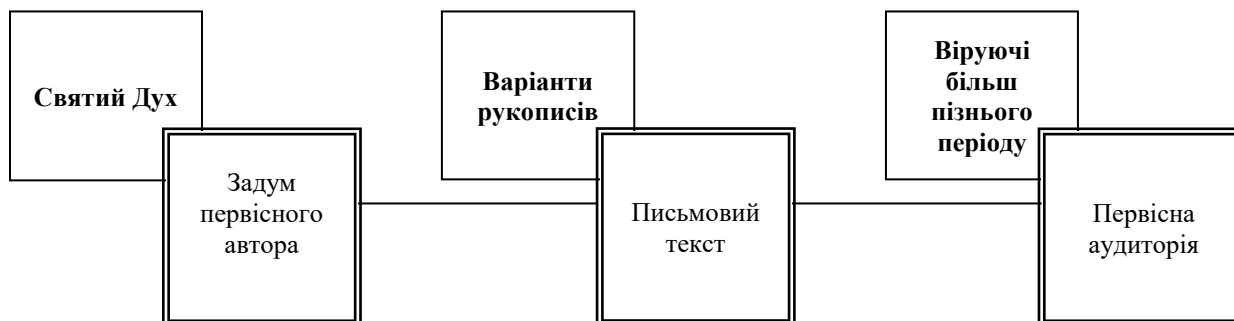 Святий Дух
Варіанти
рукописів
Віруючі
більш
пізнього
періоду
Задум
первісного
автора
Письмовий
текст
Первісна
аудиторія